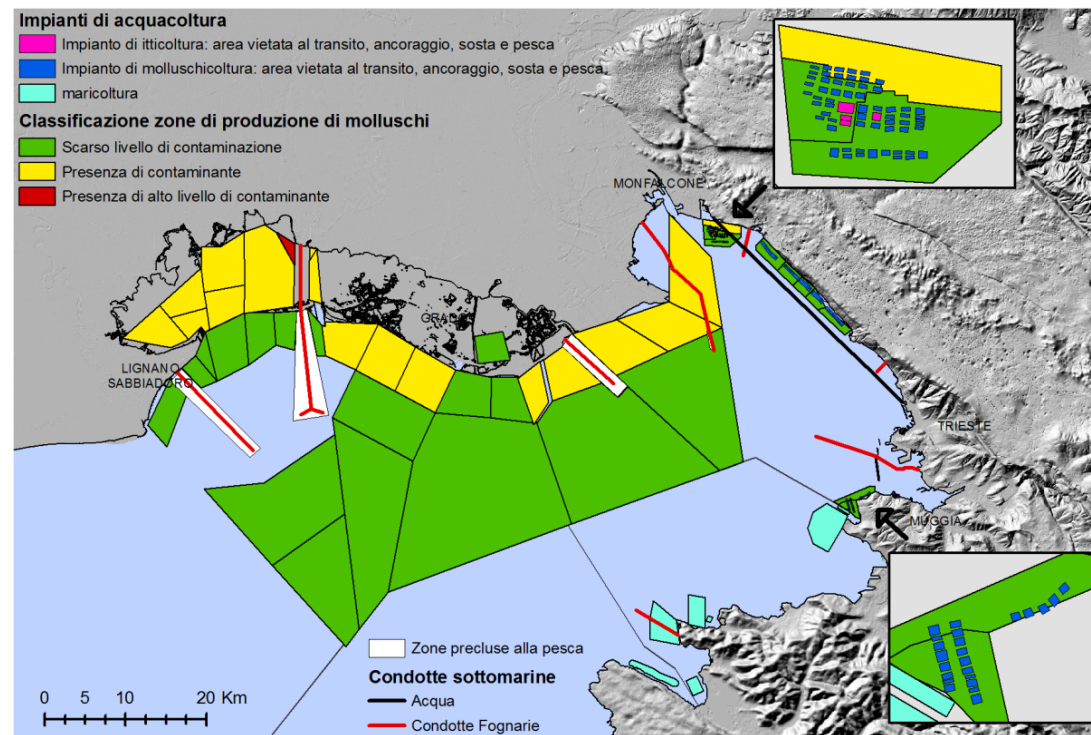 Impianti di acquacoltura
Impianto di itticoltura: area vietata al transito, ancoraggio, sosta e pesca
Impianto di molluschicoltura: area vietata al transito, ancoraggio, sosta e pesca
maricoltura
Classificazione zone di produzione di molluschi
Scarso livello di contaminazione
Presenza di contaminante
Presenza di alto livello di contaminante
MONFALCONE
GRADO
LIGNANO
SABBIADORO
TRIESTE
MUGGIA
Zone precluse alla pesca
Condotte sottomarine
Acqua
Condotte Fognarie
0 5 10 20 Km